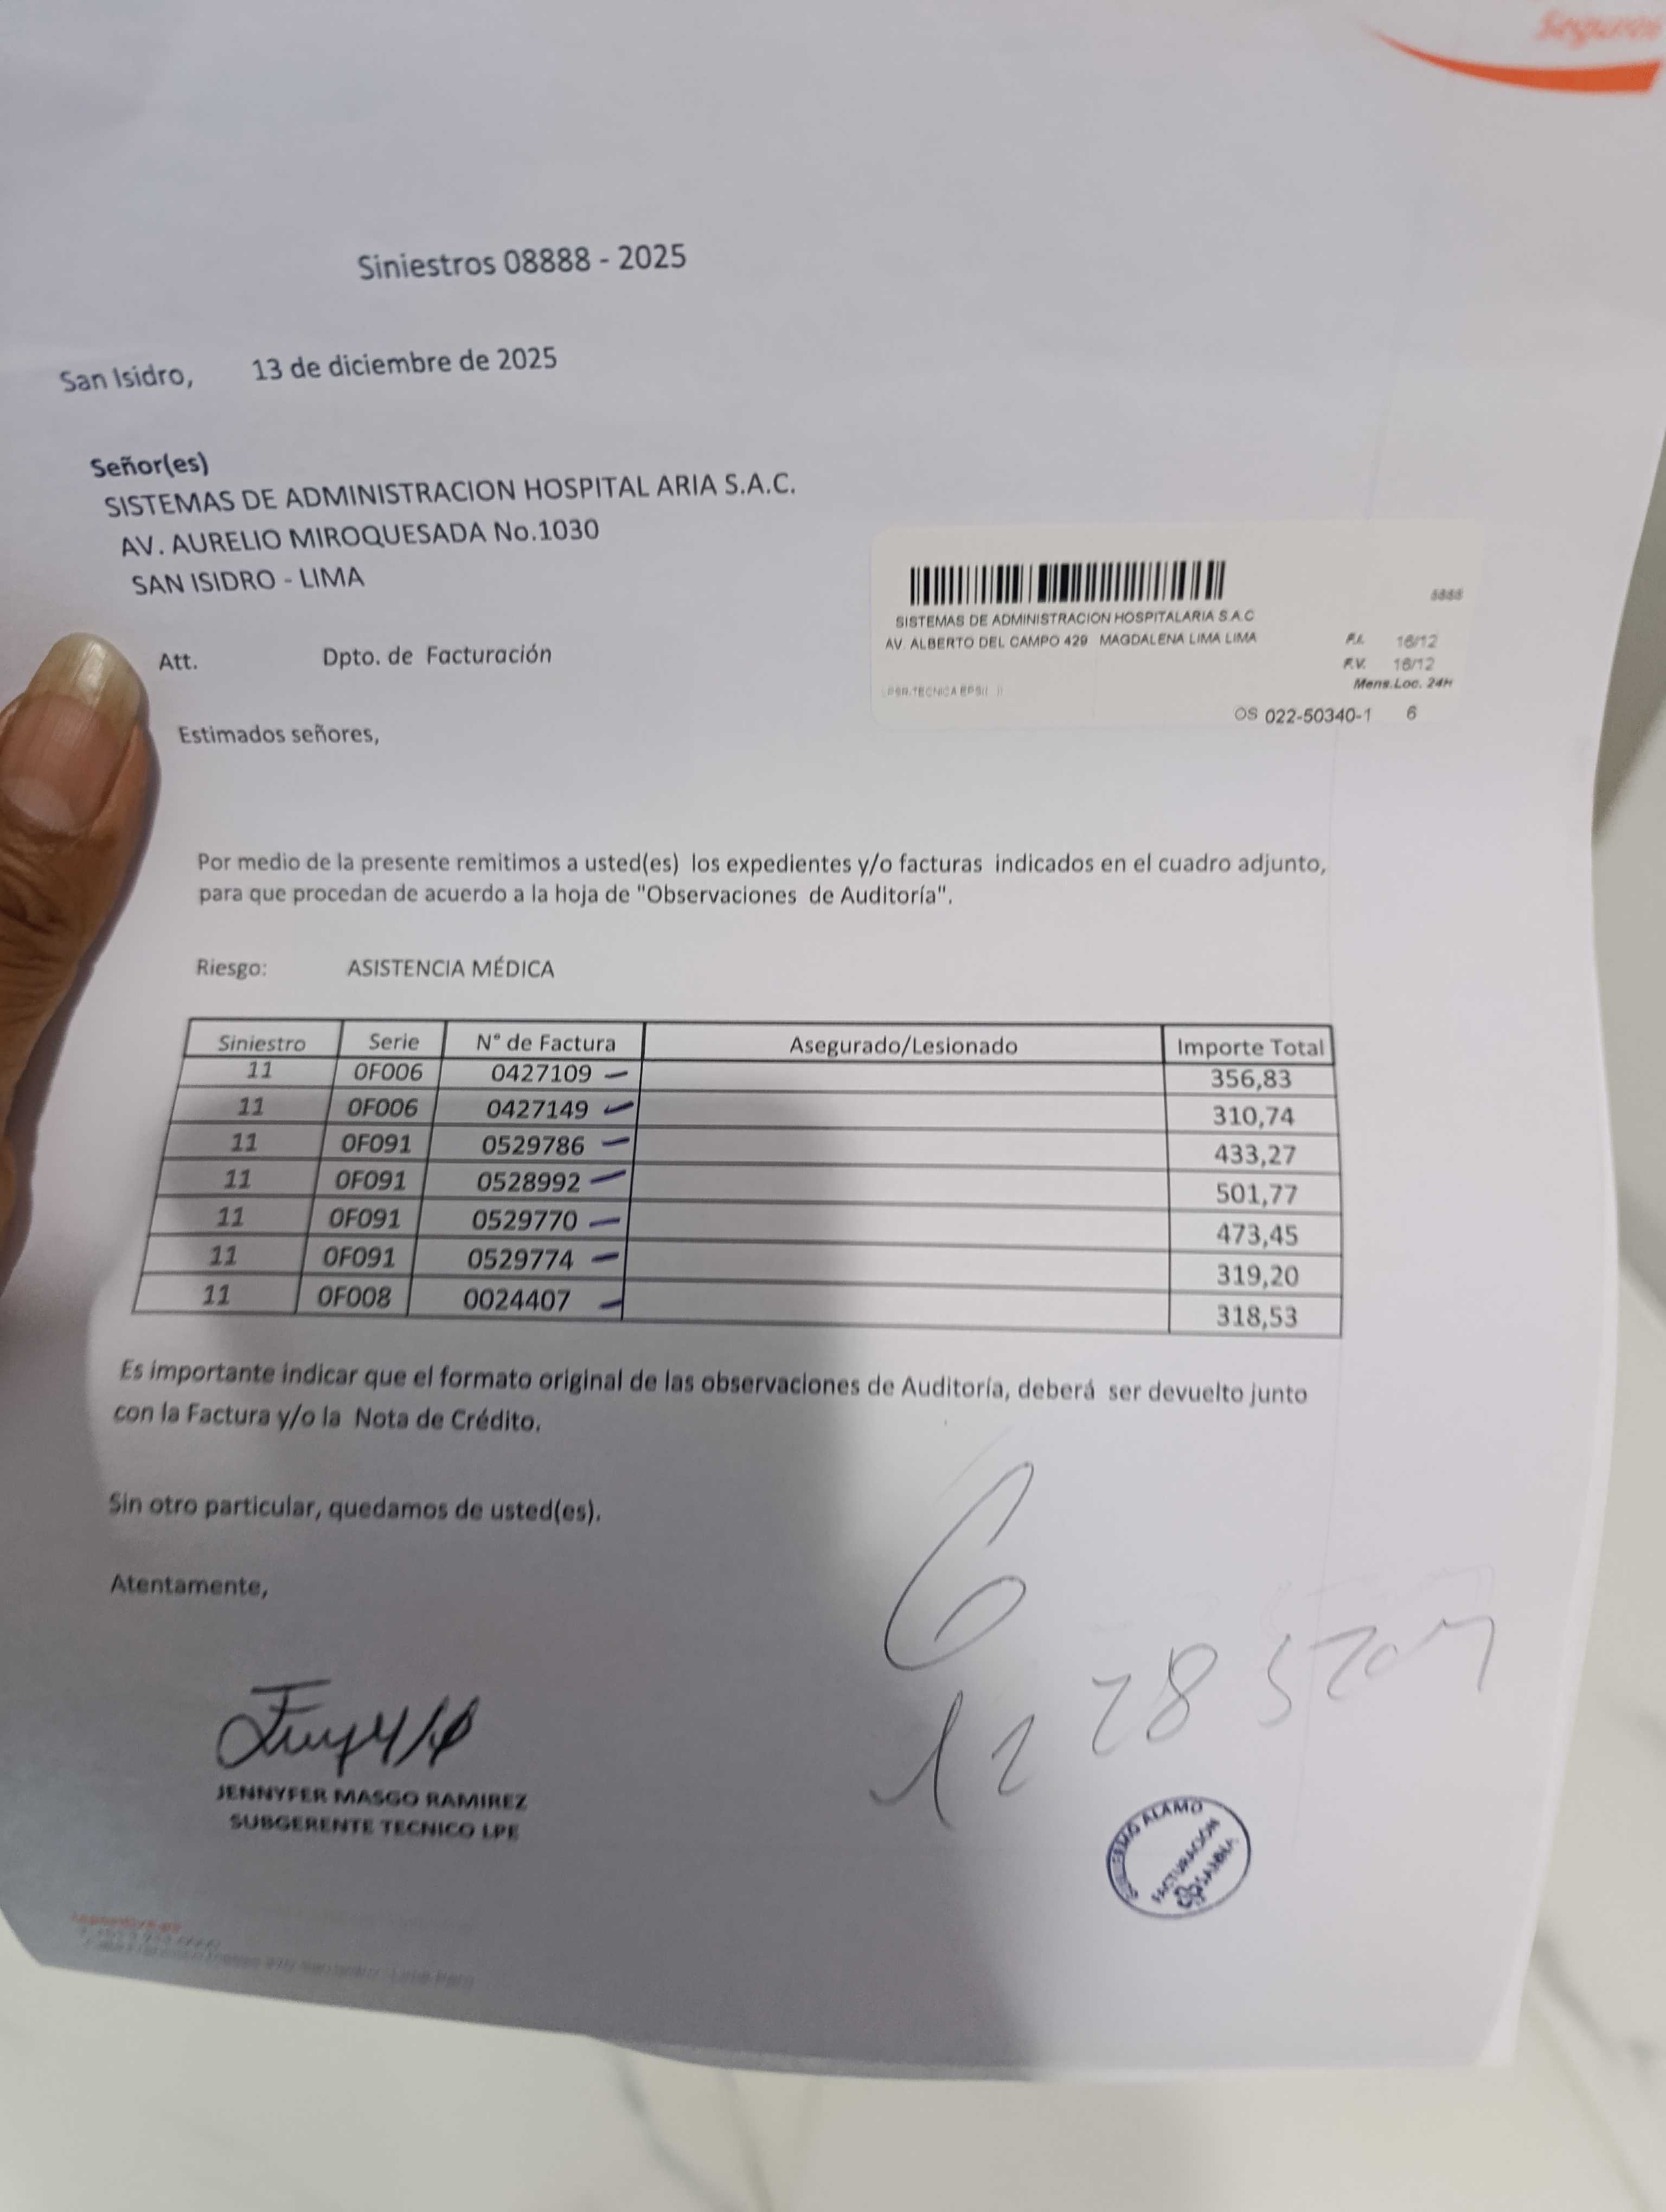 Seguros
Siniestros 08888 - 2025
San Isidro, 13 de diciembre de 2025
Señor(es)
SISTEMAS DE ADMINISTRACION HOSPITAL ARIA S.A.C.
AV. AURELIO MIROQUESADA No.1030
SAN ISIDRO - LIMA
8888
SISTEMAS DE ADMINISTRACION HOSPITALARIA S.A.C
AV. ALBERTO DEL CAMPO 429 MAGDALENA LIMA LIMA
F.I. 16/12
F.V. 16/12
Mens.Loc. 24H
OS 022-50340-1 6
Att. Dpto. de Facturación
Estimados señores,
Por medio de la presente remitimos a usted(es) los expedientes y/o facturas indicados en el cuadro adjunto,
para que procedan de acuerdo a la hoja de "Observaciones de Auditoría".
Riesgo: ASISTENCIA MÉDICA
Siniestro Serie N° de Factura Asegurado/Lesionado Importe Total
11 0F006 0427109 356,83
11 0F006 0427149 310,74
11 0F091 0529786 433,27
11 0F091 0528992 501,77
11 0F091 0529770 473,45
11 0F091 0529774 319,20
11 0F008 0024407 318,53
Es importante indicar que el formato original de las observaciones de Auditoría, deberá ser devuelto junto
con la Factura y/o la Nota de Crédito.
Sin otro particular, quedamos de usted(es).
Atentamente,
JENNYFER MASGO RAMIREZ
SUBGERENTE TECNICO LPE
ALAMO
FACTURACIÓN
SANNA